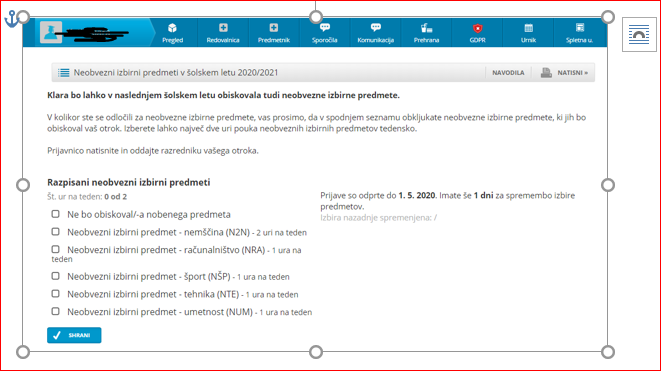 Pregled Redovalnica Predmetnik Sporočila Komunikacija Prehrana GDPR Urnik Spletna u.
Neobvezni izbirni predmeti v šolskem letu 2020/2021 NAVODILA NATISNI »
Klara bo lahko v naslednjem šolskem letu obiskovala tudi neobvezne izbirne predmete.
V kolikor ste se odločili za neobvezne izbirne predmete, vas prosimo, da v spodnjem seznamu obkljukate neobvezne izbirne predmete, ki jih bo
obiskoval vaš otrok. Izberete lahko največ dve uri pouka neobveznih izbirnih predmetov tedensko.
Prijavnico natisnite in oddajte razredniku vašega otroka.
Razpisani neobvezni izbirni predmeti
Št. ur na teden: 0 od 2
Ne bo obiskoval/-a nobenega predmeta
Neobvezni izbirni predmet - nemščina (N2N) - 2 uri na teden
Neobvezni izbirni predmet - računalništvo (NRA) - 1 ura na
teden
Neobvezni izbirni predmet - šport (NŠP) - 1 ura na teden
Neobvezni izbirni predmet - tehnika (NTE) - 1 ura na teden
Neobvezni izbirni predmet - umetnost (NUM) - 1 ura na teden
SHRANI
Prijave so odprte do 1. 5. 2020. Imate še 1 dni za spremembo izbire
predmetov.
Izbira nazadnje spremenjena: /